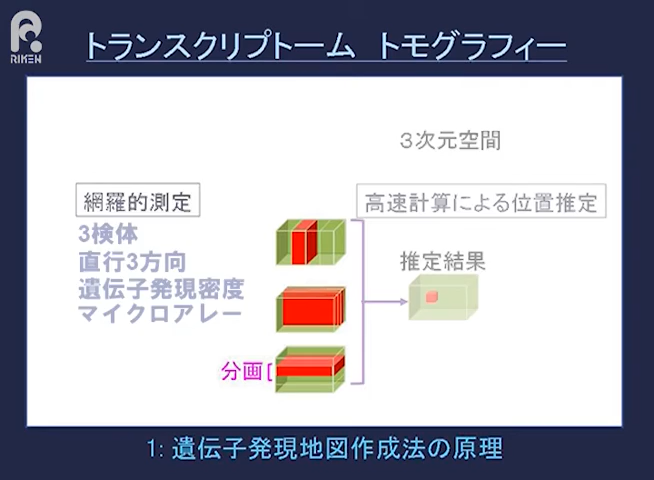 RIKEN
トランスクリプトーム トモグラフィー
3次元空間
網羅的測定
高速計算による位置推定
3検体
直行3方向
遺伝子発現密度
マイクロアレー
推定結果
分画[
1: 遺伝子発現地図作成法の原理